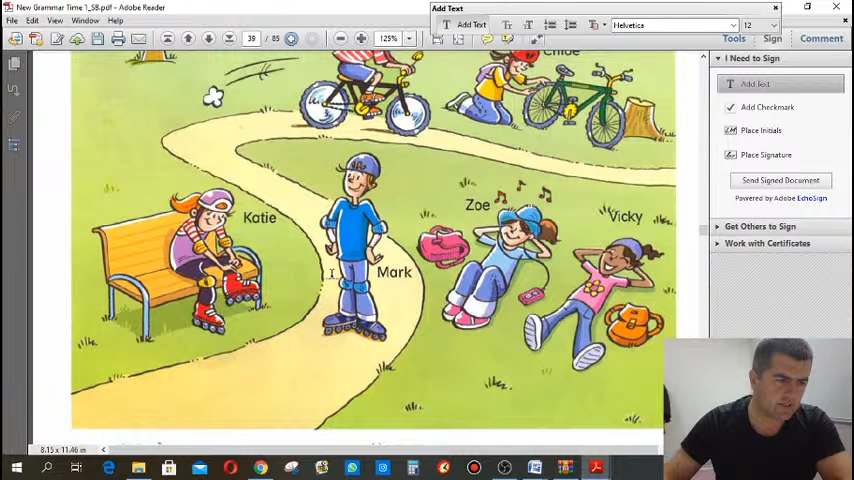 New Grammar Time 1_SB.pdf - Adobe Reader
File Edit View Window Help
Add Text
Add Text
Helvetica
12
39 / 85
125%
Tools
Sign
Comment
I Need to Sign
Add Text
Add Checkmark
Place Initials
Place Signature
Send Signed Document
Powered by Adobe EchoSign
Get Others to Sign
Work with Certificates
Chloe
Katie
Mark
Zoe
Vicky
8.15 x 11.46 in